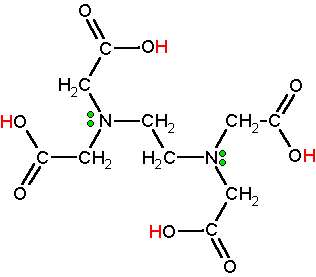 O
C OH
H₂C
HO N CH₂ CH₂ C O
C CH₂ H₂C N OH
O CH₂
HO C
O